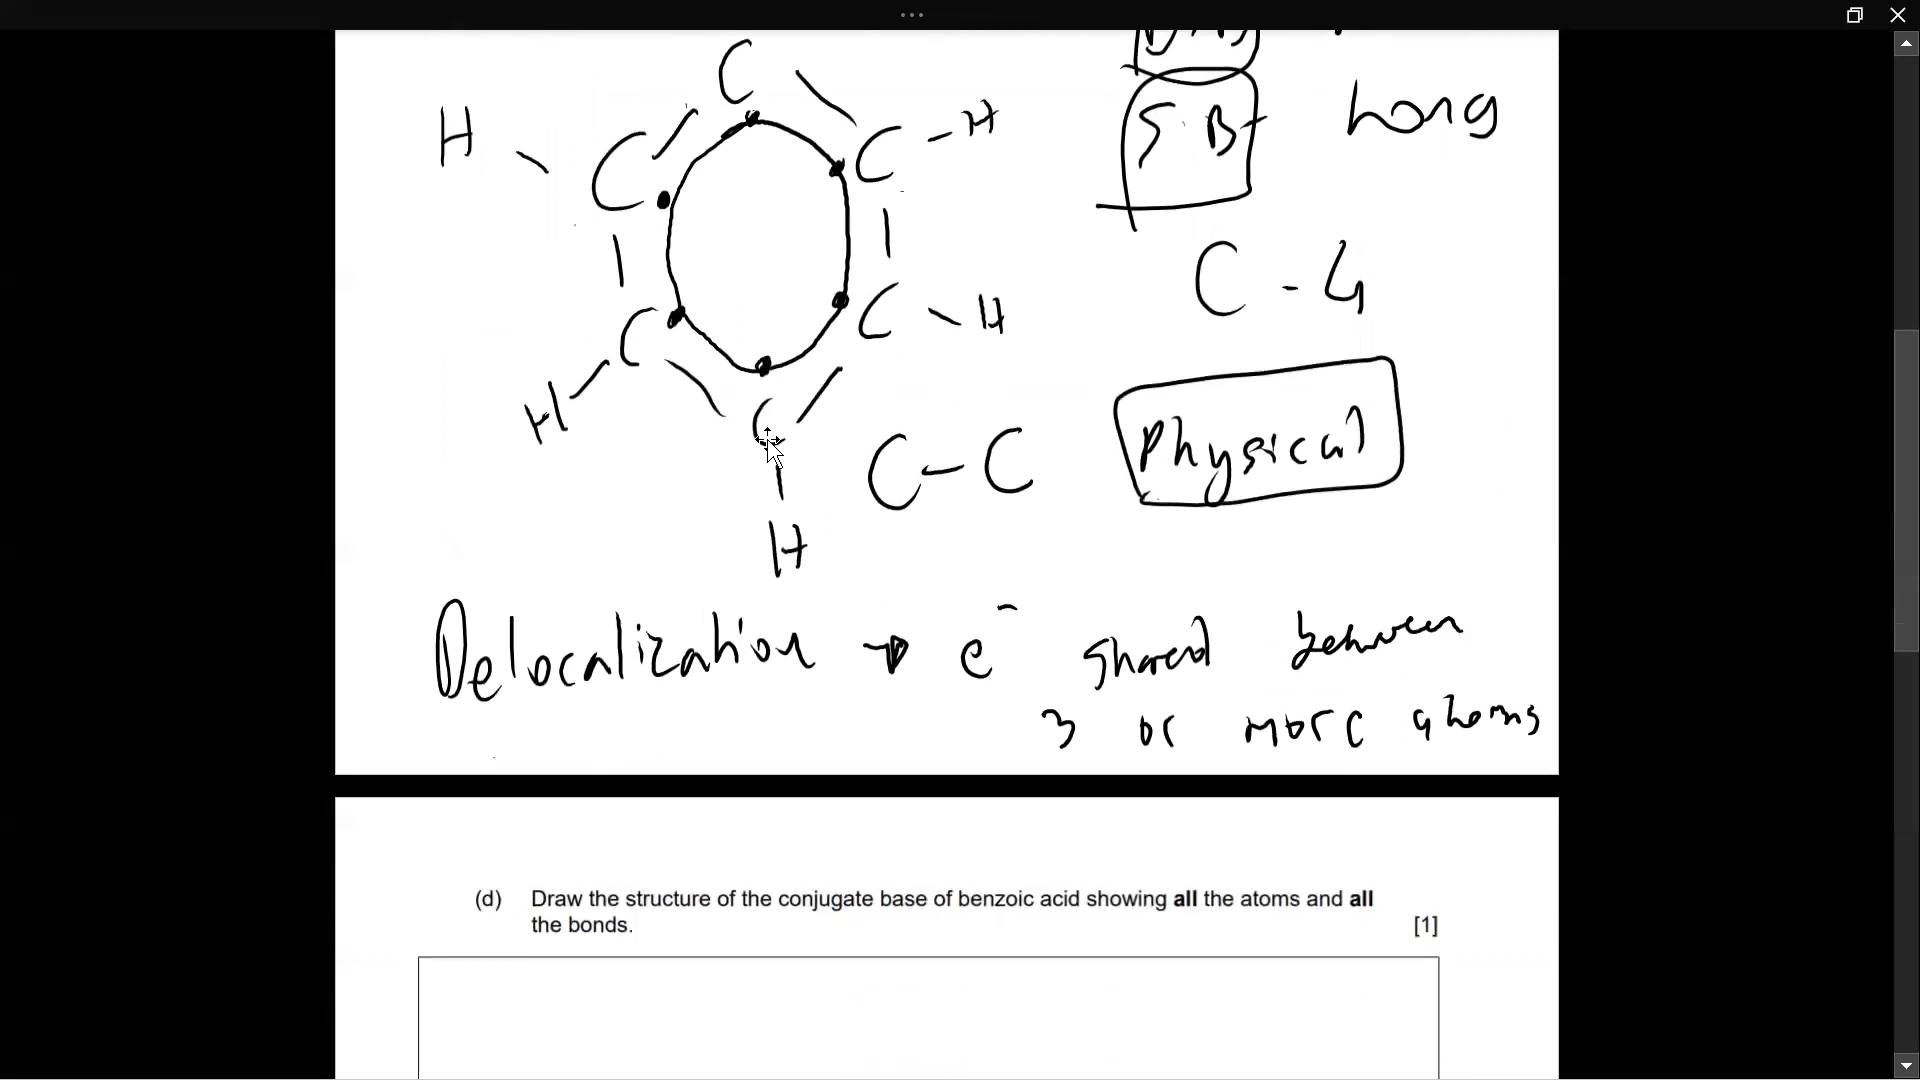 C
H C C - H
S B Long
C - 4
C C - H
H
C C - C Physical
H
Delocalization → e⁻ shared between
3 or more atoms
(d) Draw the structure of the conjugate base of benzoic acid showing all the atoms and all
the bonds. [1]